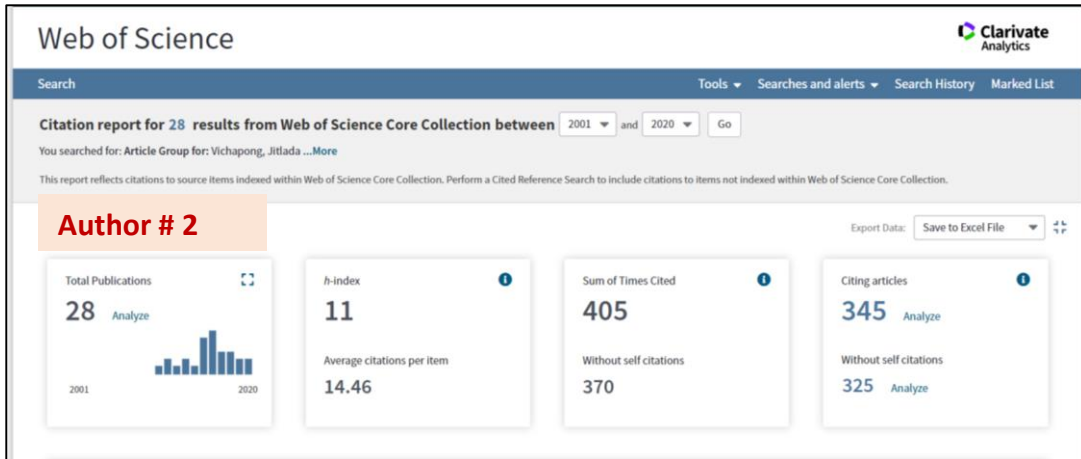 Web of Science
Clarivate
Analytics
Search
Tools
Searches and alerts
Search History
Marked List
Citation report for 28 results from Web of Science Core Collection between 2001 and 2020 Go
You searched for: Article Group for: Vichapong, Jitlada ...More
This report reflects citations to source items indexed within Web of Science Core Collection. Perform a Cited Reference Search to include citations to items not indexed within Web of Science Core Collection.
Author # 2
Export Data: Save to Excel File
Total Publications
28 Analyze
2001 2020
h-index
11
Average citations per item
14.46
Sum of Times Cited
405
Without self citations
370
Citing articles
345 Analyze
Without self citations
325 Analyze